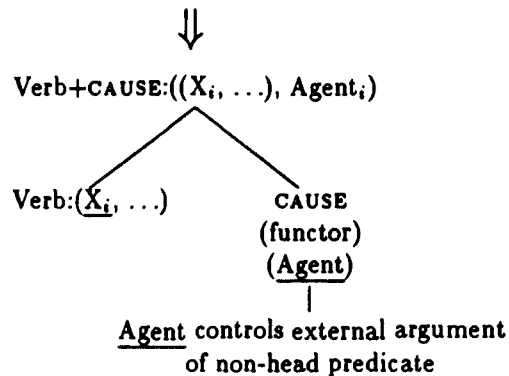 ⇓
Verb+CAUSE:((Xᵢ, ...), Agentᵢ)
Verb:(Xᵢ, ...) CAUSE
(functor)
(Agent)
Agent controls external argument
of non-head predicate